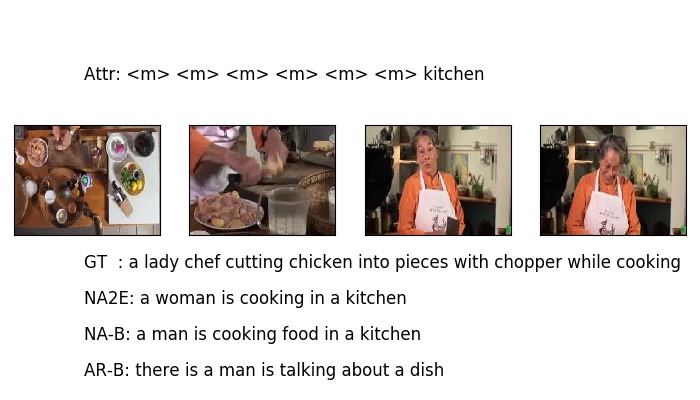 Attr: <m> <m> <m> <m> <m> <m> kitchen
GT  : a lady chef cutting chicken into pieces with chopper while cooking
NA2E: a woman is cooking in a kitchen
NA-B: a man is cooking food in a kitchen
AR-B: there is a man is talking about a dish